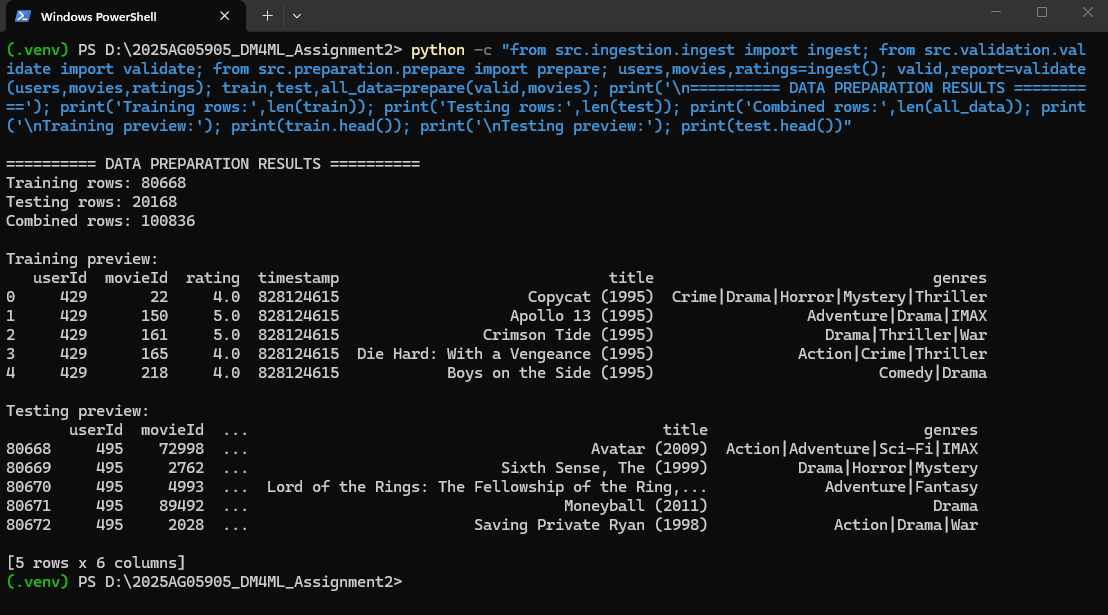 Windows PowerShell
(.venv) PS D:\2025AG05905_DM4ML_Assignment2> python -c "from src.ingestion.ingest import ingest; from src.validation.val
idate import validate; from src.preparation.prepare import prepare; users,movies,ratings=ingest(); valid,report=validate
(users,movies,ratings); train,test,all_data=prepare(valid,movies); print('\n========== DATA PREPARATION RESULTS ========
=='); print('Training rows:',len(train)); print('Testing rows:',len(test)); print('Combined rows:',len(all_data)); print
('\nTraining preview:'); print(train.head()); print('\nTesting preview:'); print(test.head())"
========== DATA PREPARATION RESULTS ==========
Training rows: 80668
Testing rows: 20168
Combined rows: 100836
Training preview:
   userId  movieId  rating  timestamp                              title                               genres
0     429       22     4.0  828124615                     Copycat (1995)  Crime|Drama|Horror|Mystery|Thriller
1     429      150     5.0  828124615                   Apollo 13 (1995)                 Adventure|Drama|IMAX
2     429      161     5.0  828124615                Crimson Tide (1995)                   Drama|Thriller|War
3     429      165     4.0  828124615  Die Hard: With a Vengeance (1995)                Action|Crime|Thriller
4     429      218     4.0  828124615            Boys on the Side (1995)                         Comedy|Drama
Testing preview:
       userId  movieId  ...                                              title                        genres
80668     495    72998  ...                                      Avatar (2009)  Action|Adventure|Sci-Fi|IMAX
80669     495     2762  ...                            Sixth Sense, The (1999)          Drama|Horror|Mystery
80670     495     4993  ...  Lord of the Rings: The Fellowship of the Ring,...             Adventure|Fantasy
80671     495    89492  ...                                   Moneyball (2011)                         Drama
80672     495     2028  ...                         Saving Private Ryan (1998)              Action|Drama|War
[5 rows x 6 columns]
(.venv) PS D:\2025AG05905_DM4ML_Assignment2>